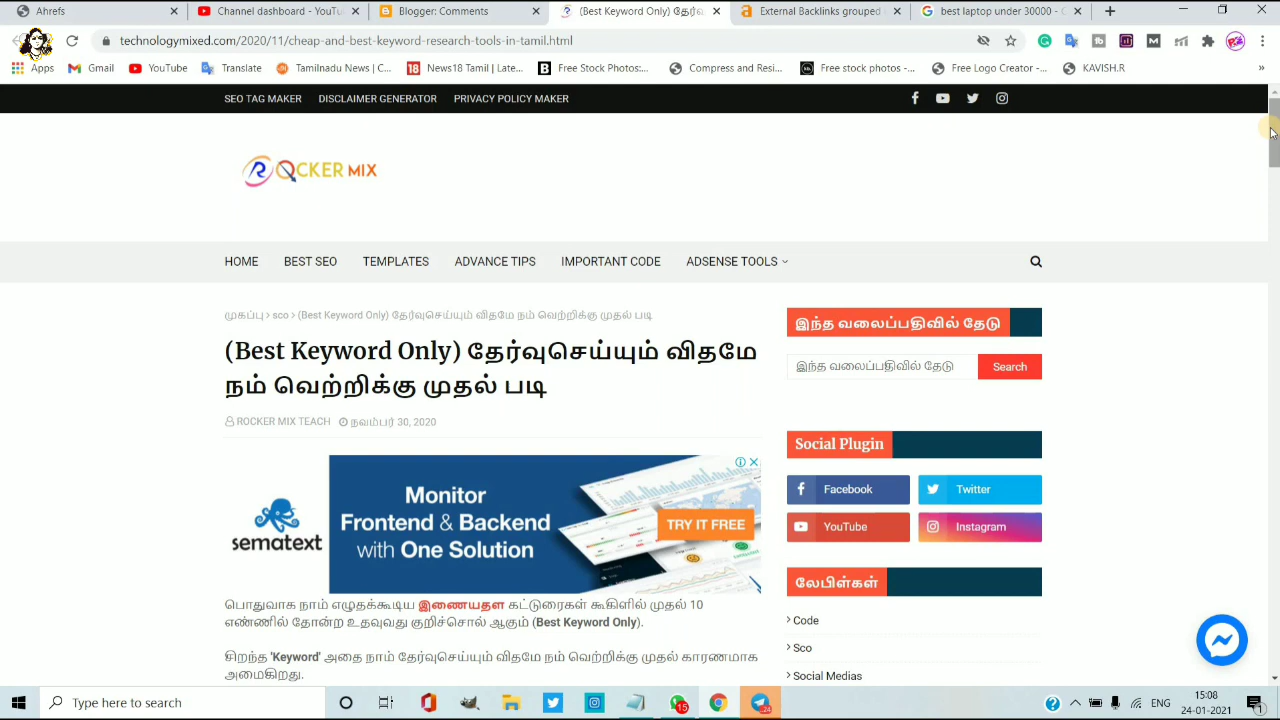 Ahrefs
Channel dashboard - YouTu
Blogger: Comments
(Best Keyword Only) தேர்வு
External Backlinks grouped
best laptop under 30000 -
technologymixed.com/2020/11/cheap-and-best-keyword-research-tools-in-tamil.html
Apps
Gmail
YouTube
Translate
Tamilnadu News | C...
News18 Tamil | Late...
Free Stock Photos:...
Compress and Resi...
Free stock photos -...
Free Logo Creator -...
KAVISH.R
SEO TAG MAKER
DISCLAIMER GENERATOR
PRIVACY POLICY MAKER
ROCKER MIX
HOME
BEST SEO
TEMPLATES
ADVANCE TIPS
IMPORTANT CODE
ADSENSE TOOLS
முகப்பு › sco › (Best Keyword Only) தேர்வுசெய்யும் விதமே நம் வெற்றிக்கு முதல் படி
(Best Keyword Only) தேர்வுசெய்யும் விதமே
நம் வெற்றிக்கு முதல் படி
ROCKER MIX TEACH நவம்பர் 30, 2020
sematext
Monitor
Frontend & Backend
with One Solution
TRY IT FREE
பொதுவாக நாம் எழுதக்கூடிய இணையதள கட்டுரைகள் கூகிளில் முதல் 10
எண்ணில் தோன்ற உதவுவது குறிச்சொல் ஆகும் (Best Keyword Only).
சிறந்த 'Keyword' அதை நாம் தேர்வுசெய்யும் விதமே நம் வெற்றிக்கு முதல் காரணமாக
அமைகிறது.
இந்த வலைப்பதிவில் தேடு
இந்த வலைப்பதிவில் தேடு
Search
Social Plugin
Facebook
Twitter
YouTube
Instagram
லேபிள்கள்
Code
Sco
Social Medias
Type here to search
15
24
ENG
15:08
24-01-2021
1